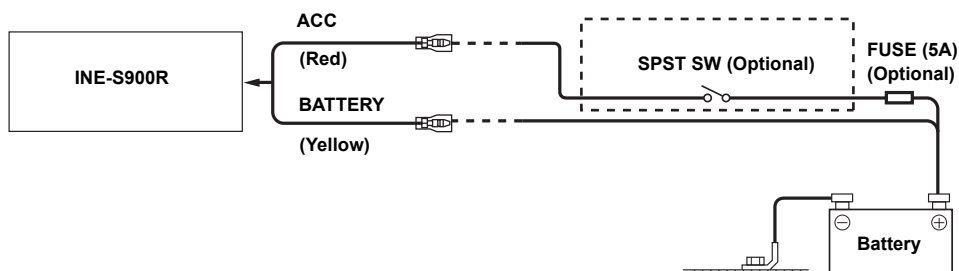 ACC
(Red)
INE-S900R
BATTERY
(Yellow)
SPST SW (Optional)
FUSE (5A)
(Optional)
Battery